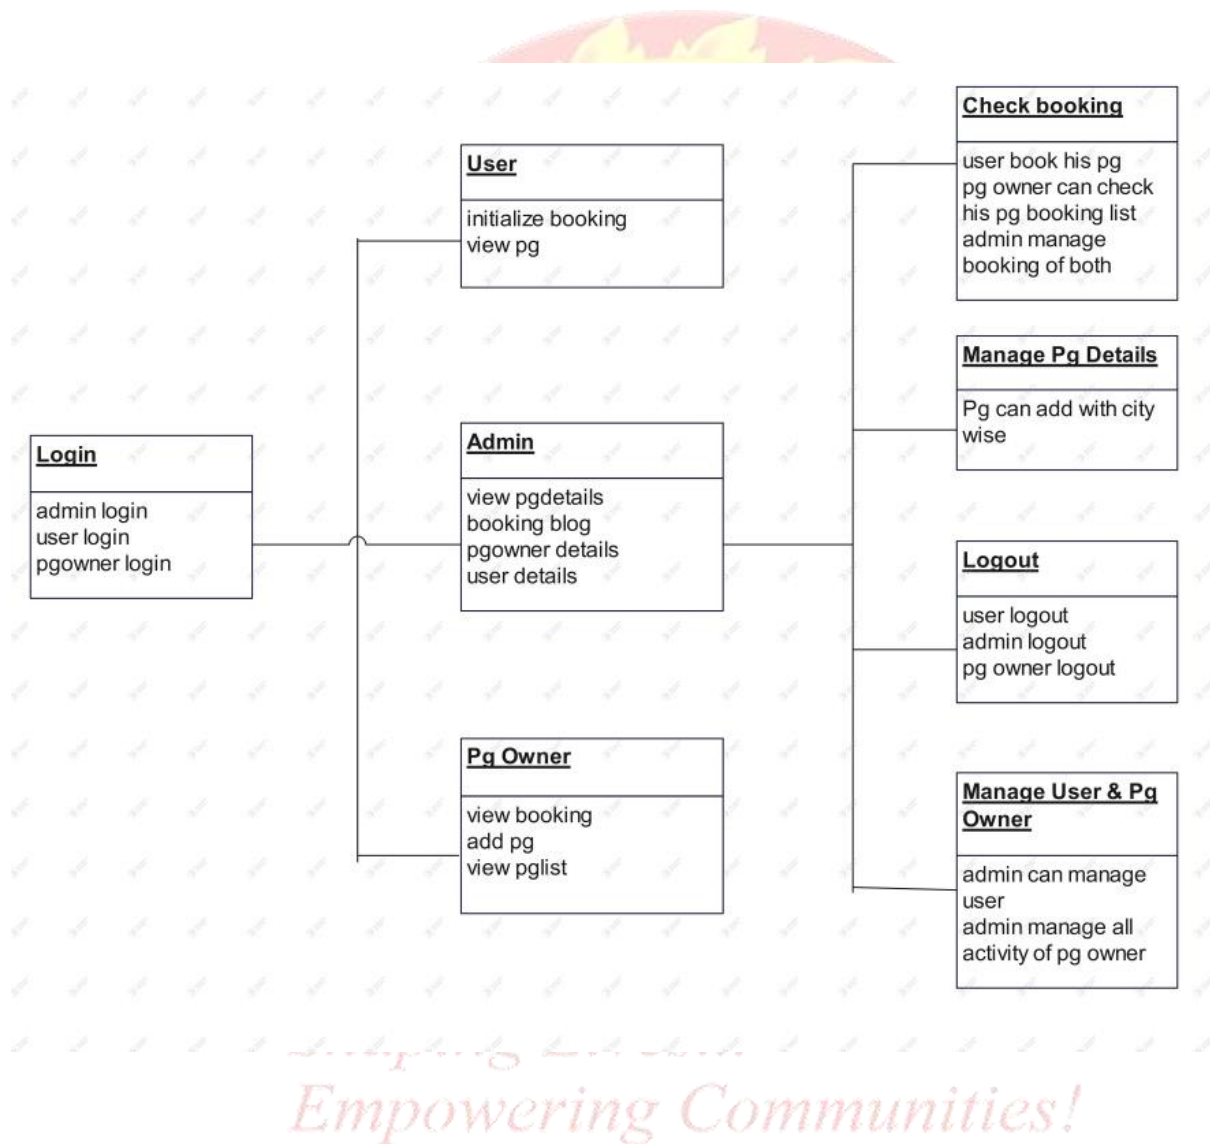 Check booking
user book his pg
pg owner can check
his pg booking list
admin manage
booking of both
User
initialize booking
view pg
Manage Pg Details
Pg can add with city
wise
Login
admin login
user login
pgowner login
Admin
view pgdetails
booking blog
pgowner details
user details
Logout
user logout
admin logout
pg owner logout
Pg Owner
view booking
add pg
view pglist
Manage User & Pg
Owner
admin can manage
user
admin manage all
activity of pg owner
Empowering Communities!